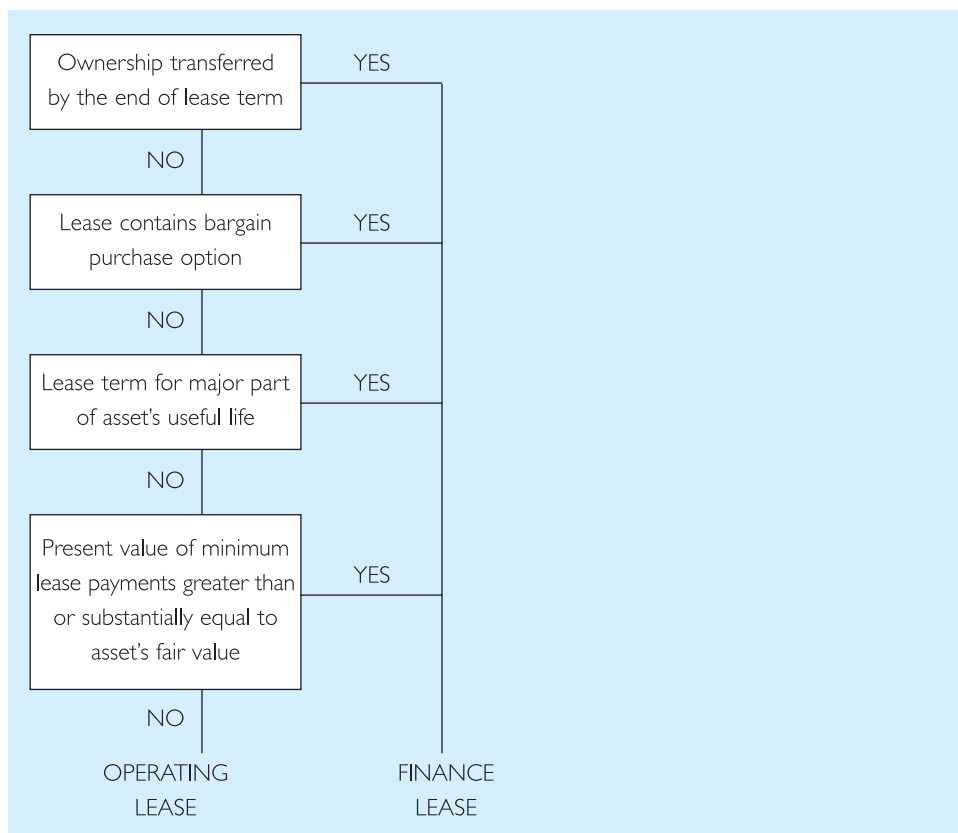 Ownership transferred
by the end of lease term
YES
NO
Lease contains bargain
purchase option
YES
NO
Lease term for major part
of asset's useful life
YES
NO
Present value of minimum
lease payments greater than
or substantially equal to
asset's fair value
YES
NO
OPERATING
LEASE
FINANCE
LEASE